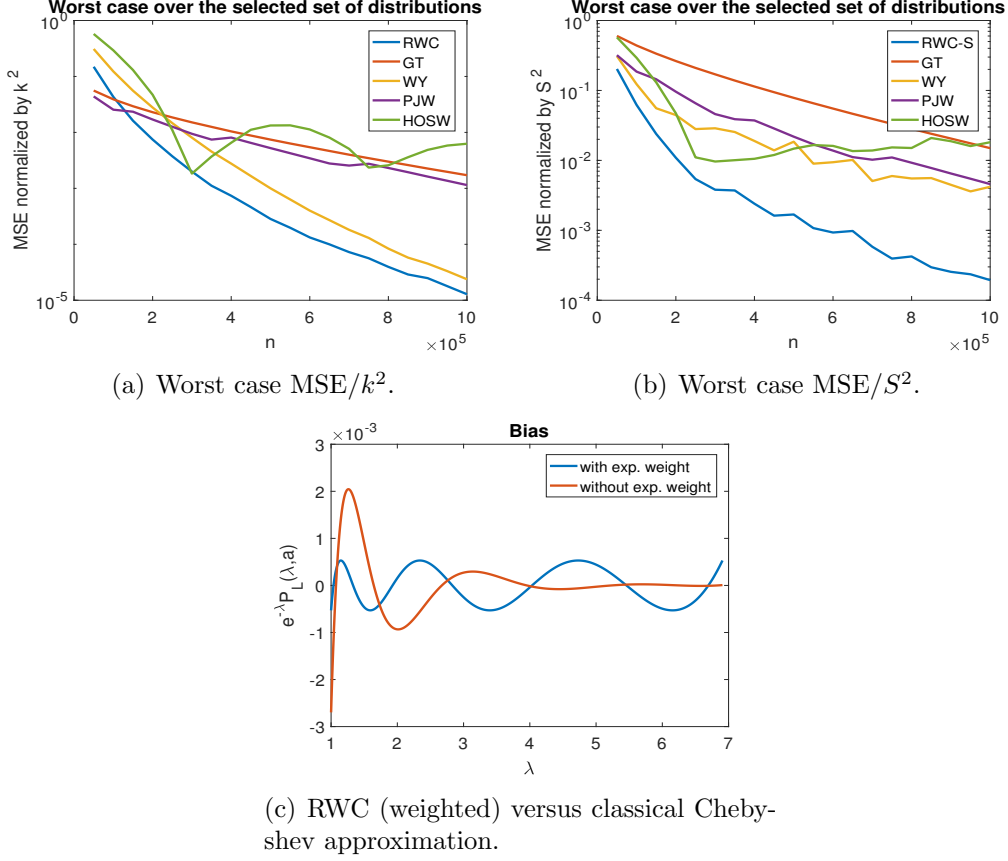 Worst case over the selected set of distributions
10^0
10^-5
MSE normalized by k^2
RWC
GT
WY
PJW
HOSW
0 2 4 6 8 10
n
×10^5
(a) Worst case MSE/k^2.
Worst case over the selected set of distributions
10^0
10^-1
10^-2
10^-3
10^-4
MSE normalized by S^2
RWC-S
GT
WY
PJW
HOSW
0 2 4 6 8 10
n
×10^5
(b) Worst case MSE/S^2.
Bias
×10^-3
3
2
1
0
-1
-2
-3
e^-λ P_L(λ,a)
with exp. weight
without exp. weight
1 2 3 4 5 6 7
λ
(c) RWC (weighted) versus classical Cheby-
shev approximation.